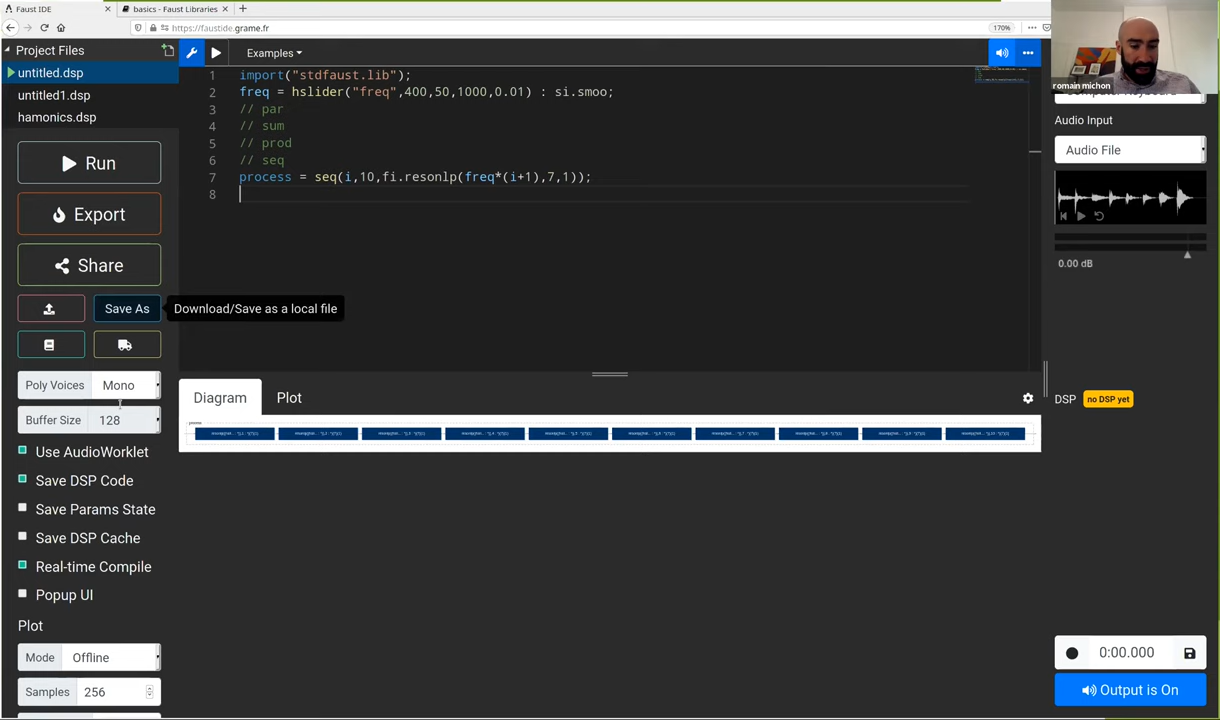 Faust IDE
basics - Faust Libraries
https://faustide.grame.fr
170%
Project Files
untitled.dsp
untitled1.dsp
hamonics.dsp
Run
Export
Share
Save As
Download/Save as a local file
Poly Voices Mono
Buffer Size 128
Use AudioWorklet
Save DSP Code
Save Params State
Save DSP Cache
Real-time Compile
Popup UI
Plot
Mode Offline
Samples 256
Examples
1 import("stdfaust.lib");
2 freq = hslider("freq",400,50,1000,0.01) : si.smoo;
3 // par
4 // sum
5 // prod
6 // seq
7 process = seq(i,10,fi.resonlp(freq*(i+1),7,1));
8
Diagram Plot
romain michon
Audio Input
Audio File
0.00 dB
DSP no DSP yet
0:00.000
Output is On